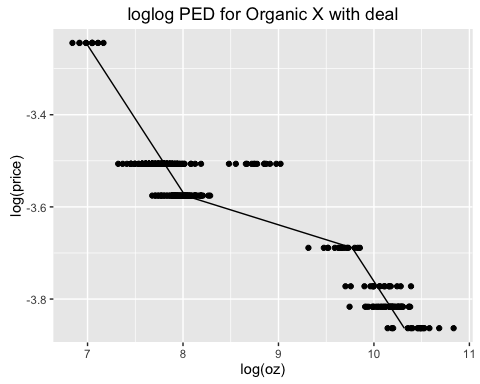 loglog PED for Organic X with deal
-3.4
-3.6
-3.8
log(price)
7 8 9 10 11
log(oz)